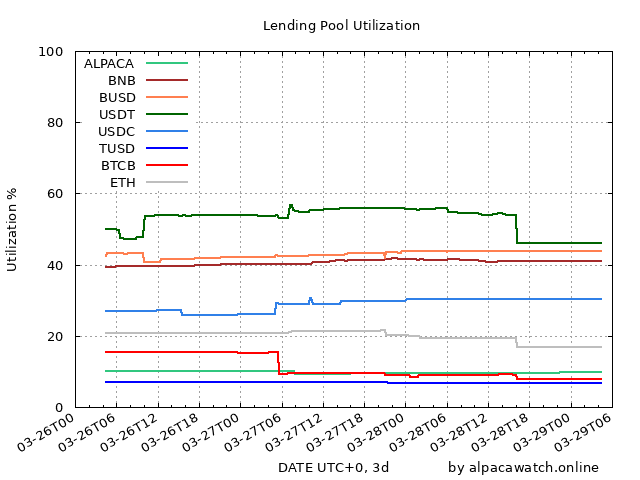 Lending Pool Utilization
100
80
60
40
20
0
Utilization %
ALPACA
BNB
BUSD
USDT
USDC
TUSD
BTCB
ETH
03-26T00
03-26T06
03-26T12
03-26T18
03-27T00
03-27T06
03-27T12
03-27T18
03-28T00
03-28T06
03-28T12
03-28T18
03-29T00
03-29T06
DATE UTC+0, 3d
by alpacawatch.online